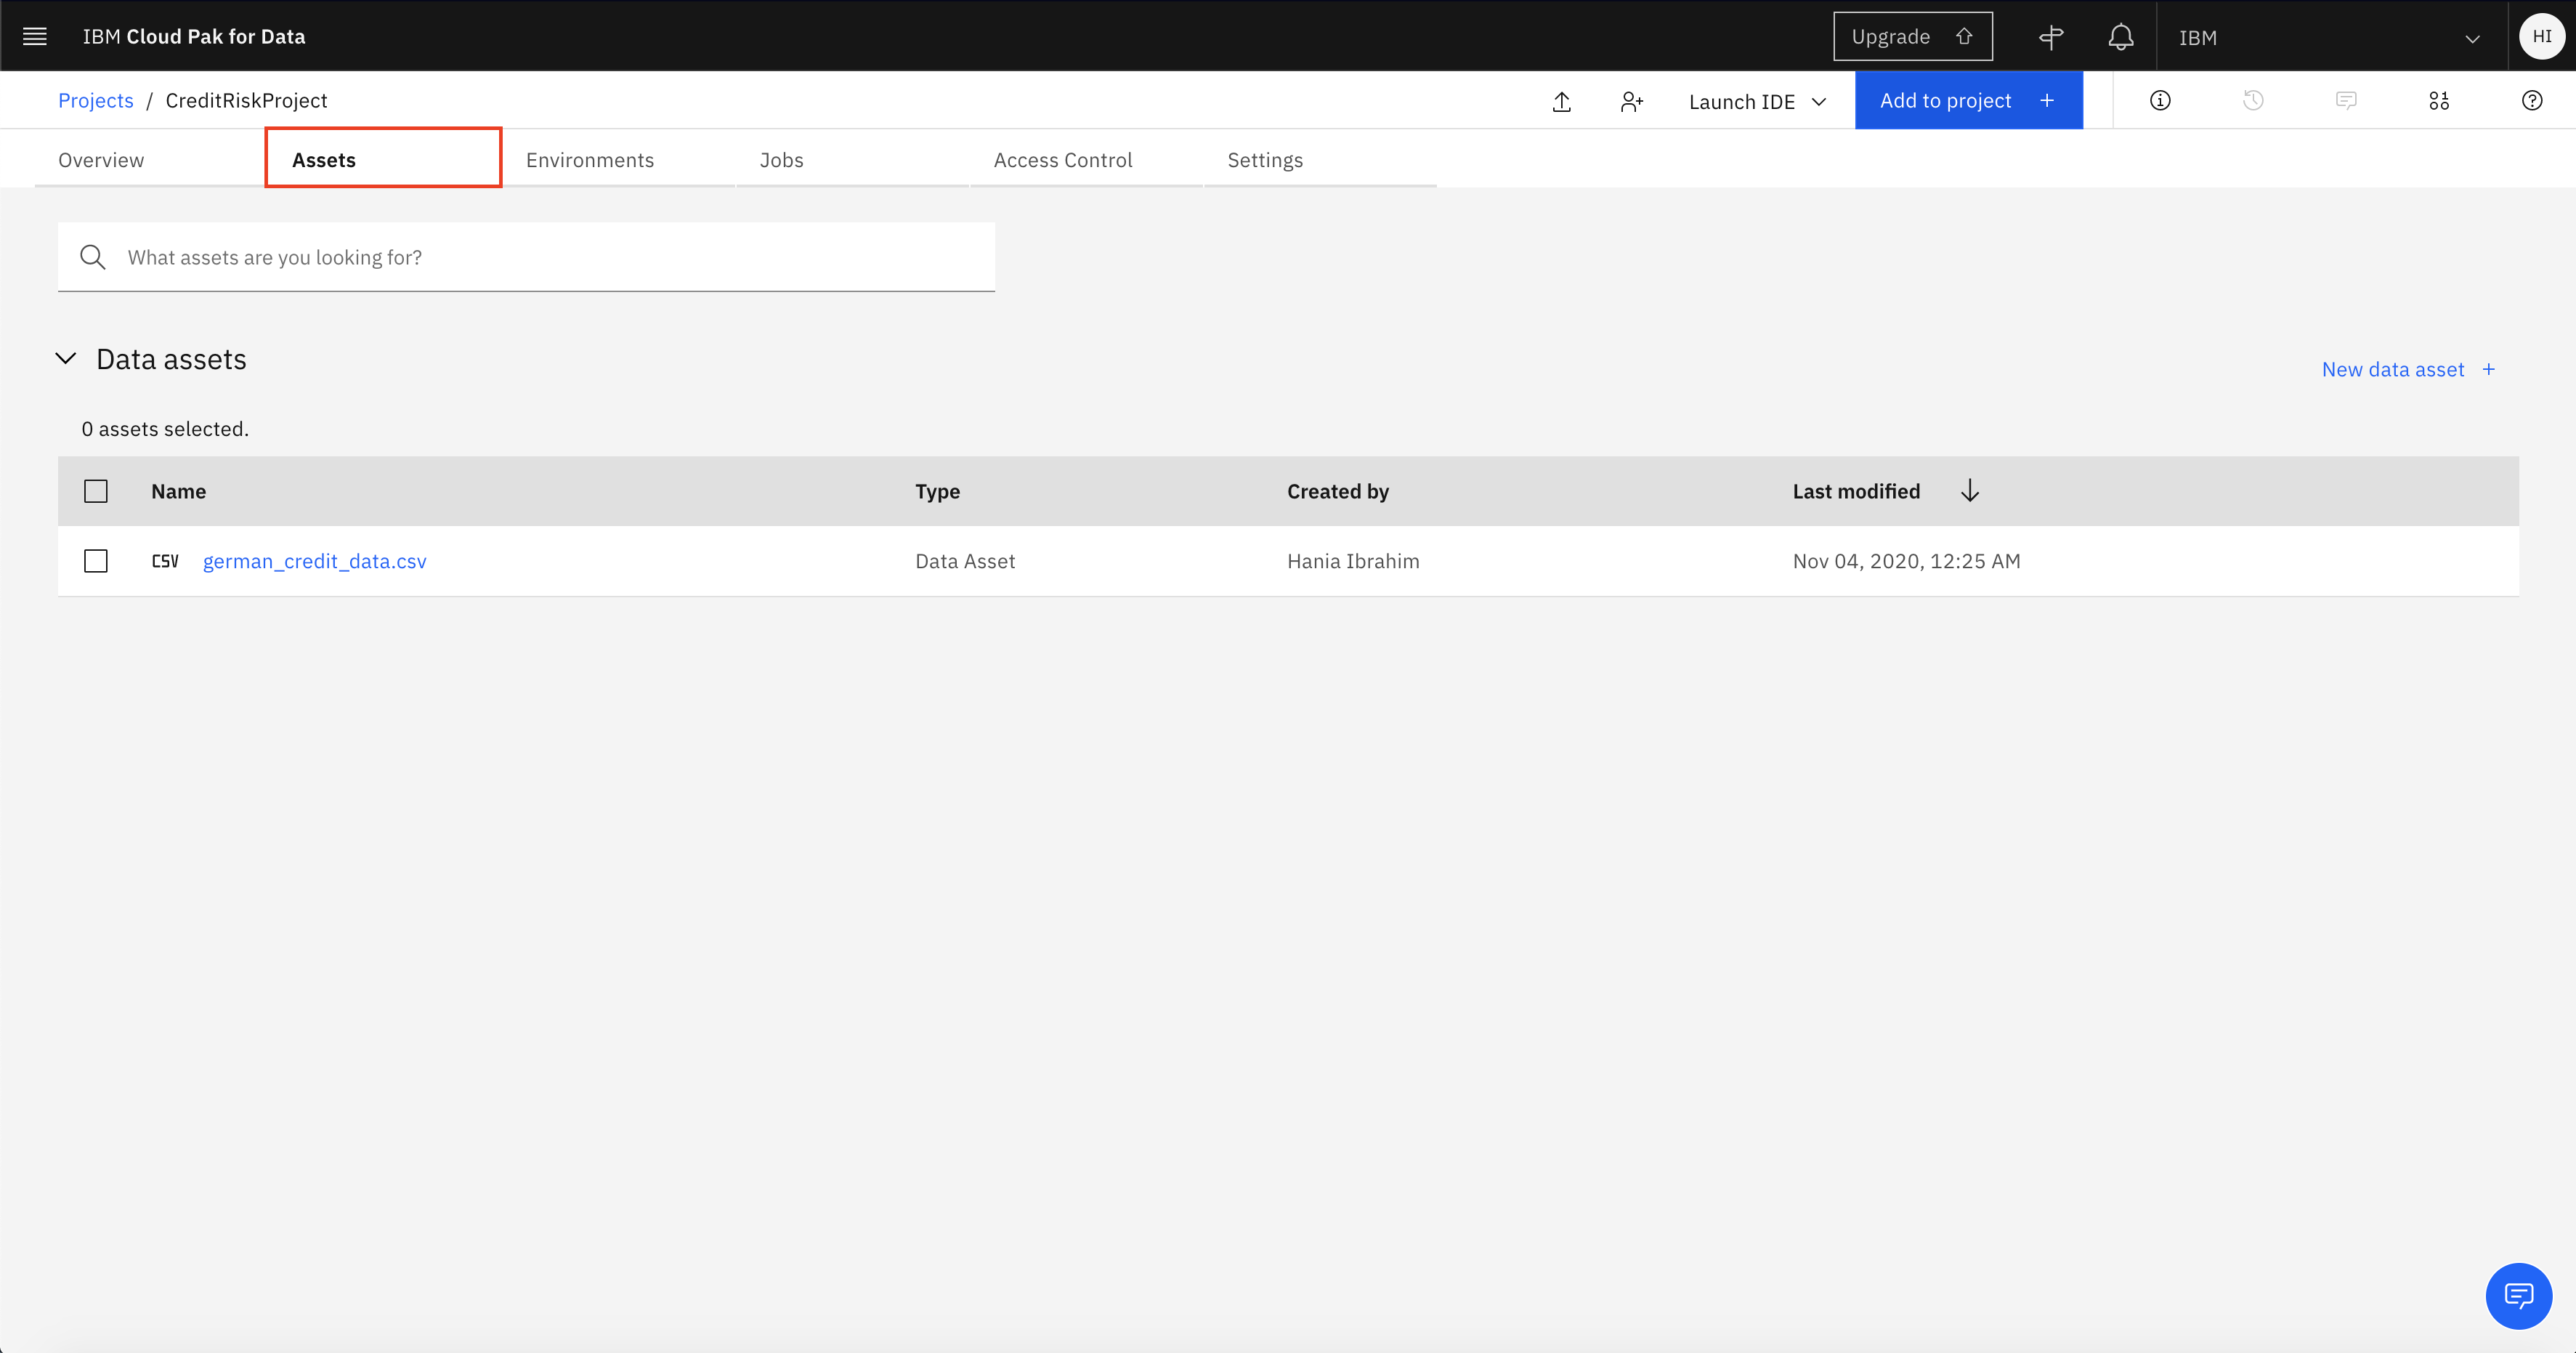 IBM Cloud Pak for Data
Upgrade
IBM
HI
Projects / CreditRiskProject
Launch IDE
Add to project +
Overview
Assets
Environments
Jobs
Access Control
Settings
What assets are you looking for?
Data assets
New data asset +
0 assets selected.
Name Type Created by Last modified
CSV german_credit_data.csv Data Asset Hania Ibrahim Nov 04, 2020, 12:25 AM